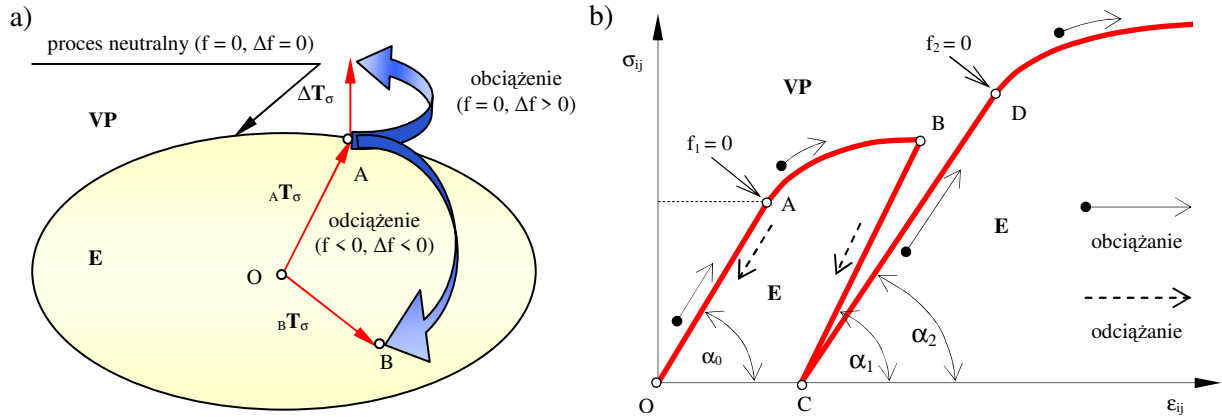 a)
proces neutralny (f = 0, Δf = 0)
VP
ΔTσ
obciążenie
(f = 0, Δf > 0)
A
ATσ
odciążenie
(f < 0, Δf < 0)
E
O
BTσ
B
b)
σij
VP
f2 = 0
D
B
f1 = 0
A
E
E
obciążanie
odciążanie
α0
α1
α2
O
C
εij